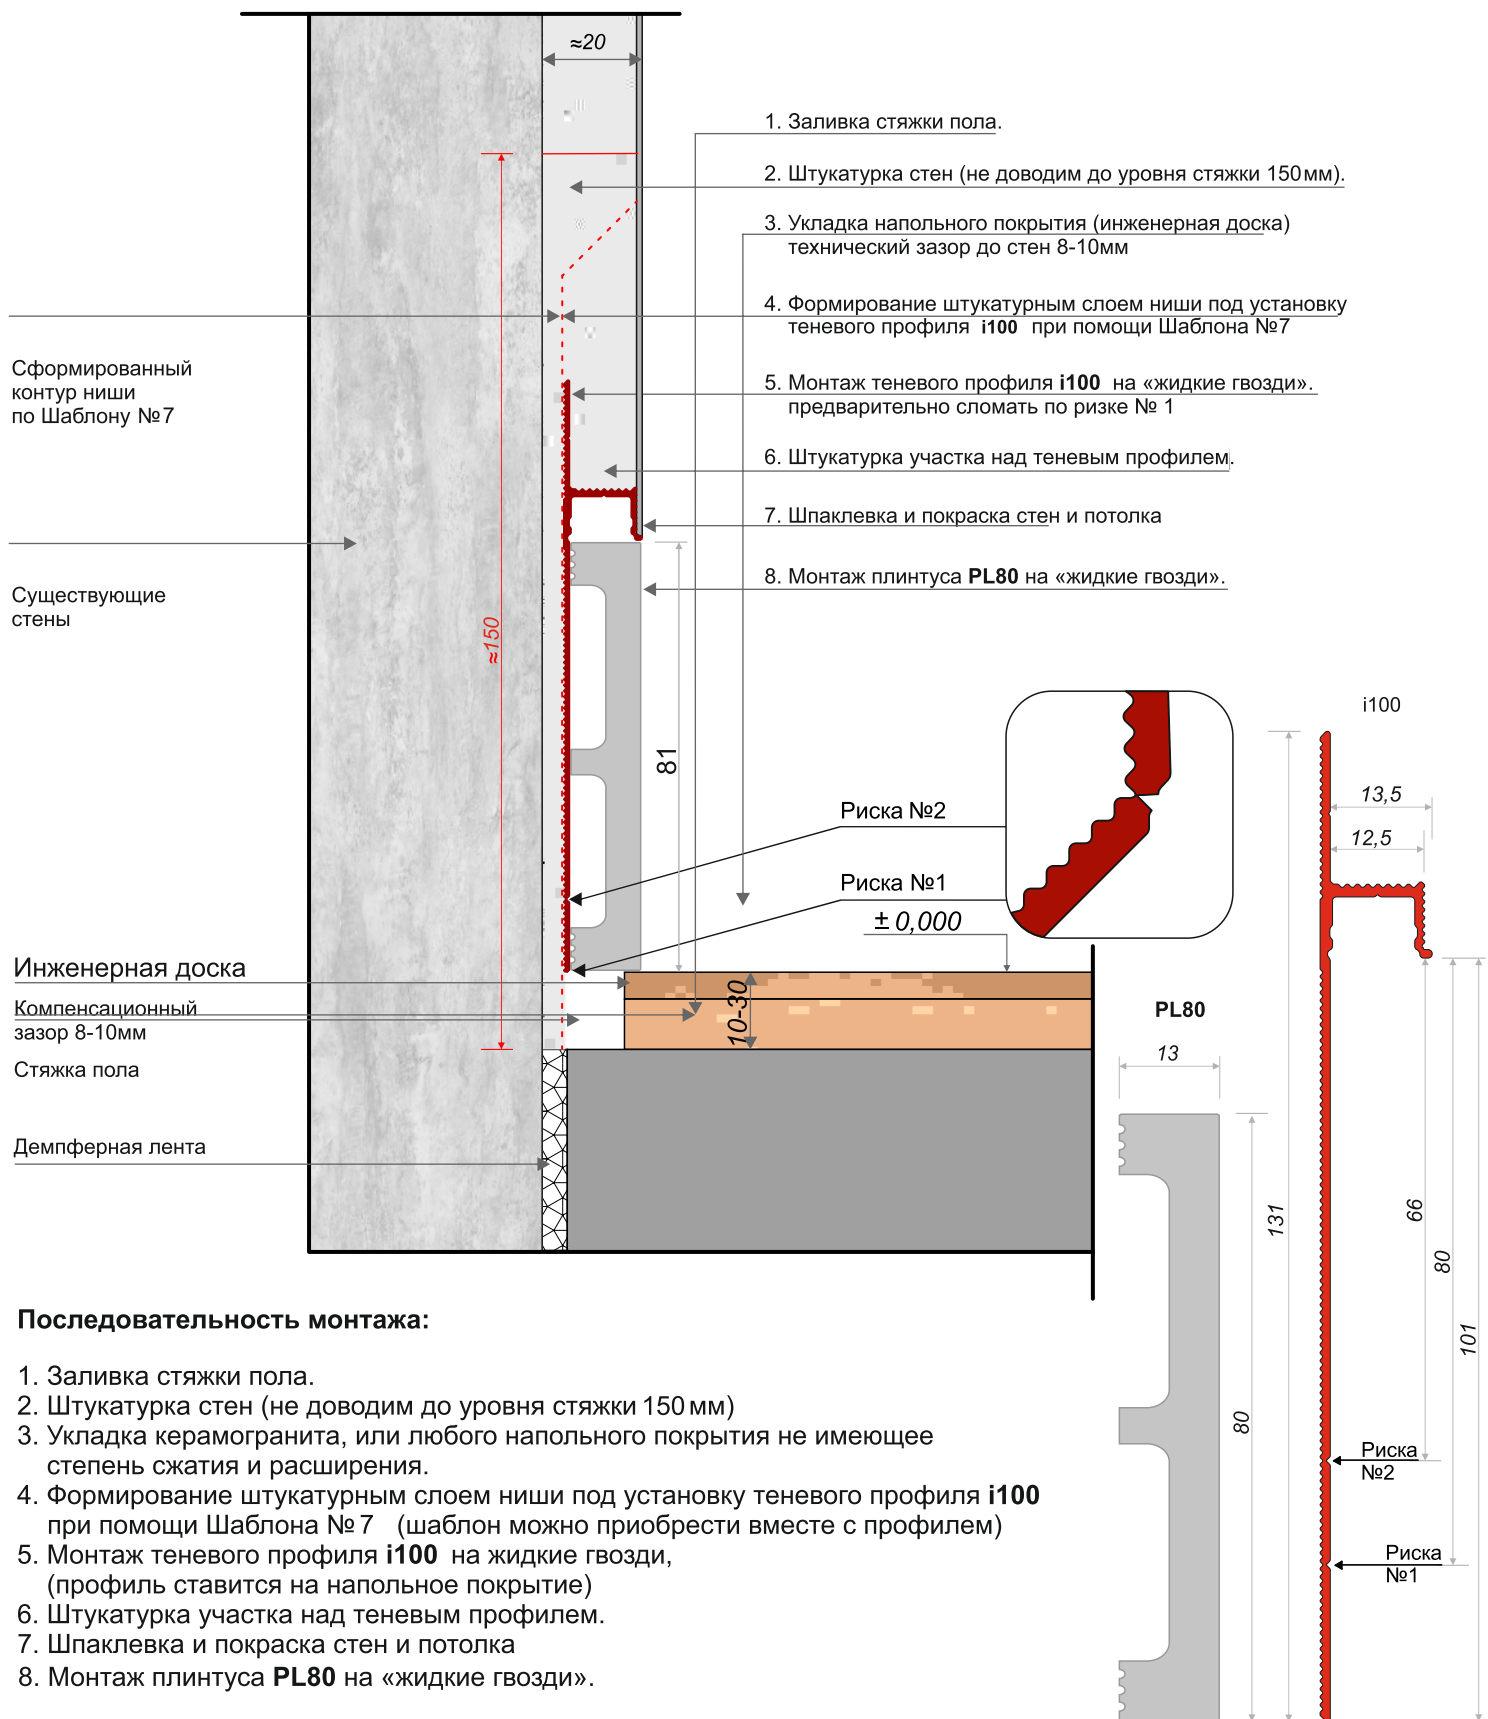 ≈20
1. Заливка стяжки пола.
2. Штукатурка стен (не доводим до уровня стяжки 150мм).
3. Укладка напольного покрытия (инженерная доска)
технический зазор до стен 8-10мм
4. Формирование штукатурным слоем ниши под установку
теневого профиля i100 при помощи Шаблона №7
5. Монтаж теневого профиля i100 на «жидкие гвозди».
предварительно сломать по ризке № 1
6. Штукатурка участка над теневым профилем.
7. Шпаклевка и покраска стен и потолка
8. Монтаж плинтуса PL80 на «жидкие гвозди».
Сформированный
контур ниши
по Шаблону №7
Существующие
стены
≈150
81
Риска №2
Риска №1
± 0,000
10-30
Инженерная доска
Компенсационный
зазор 8-10мм
Стяжка пола
Демпферная лента
i100
13,5
12,5
131
66
80
101
Риска
№2
Риска
№1
PL80
13
80
Последовательность монтажа:
1. Заливка стяжки пола.
2. Штукатурка стен (не доводим до уровня стяжки 150мм)
3. Укладка керамогранита, или любого напольного покрытия не имеющее
степень сжатия и расширения.
4. Формирование штукатурным слоем ниши под установку теневого профиля i100
при помощи Шаблона №7 (шаблон можно приобрести вместе с профилем)
5. Монтаж теневого профиля i100 на жидкие гвозди,
(профиль ставится на напольное покрытие)
6. Штукатурка участка над теневым профилем.
7. Шпаклевка и покраска стен и потолка
8. Монтаж плинтуса PL80 на «жидкие гвозди».